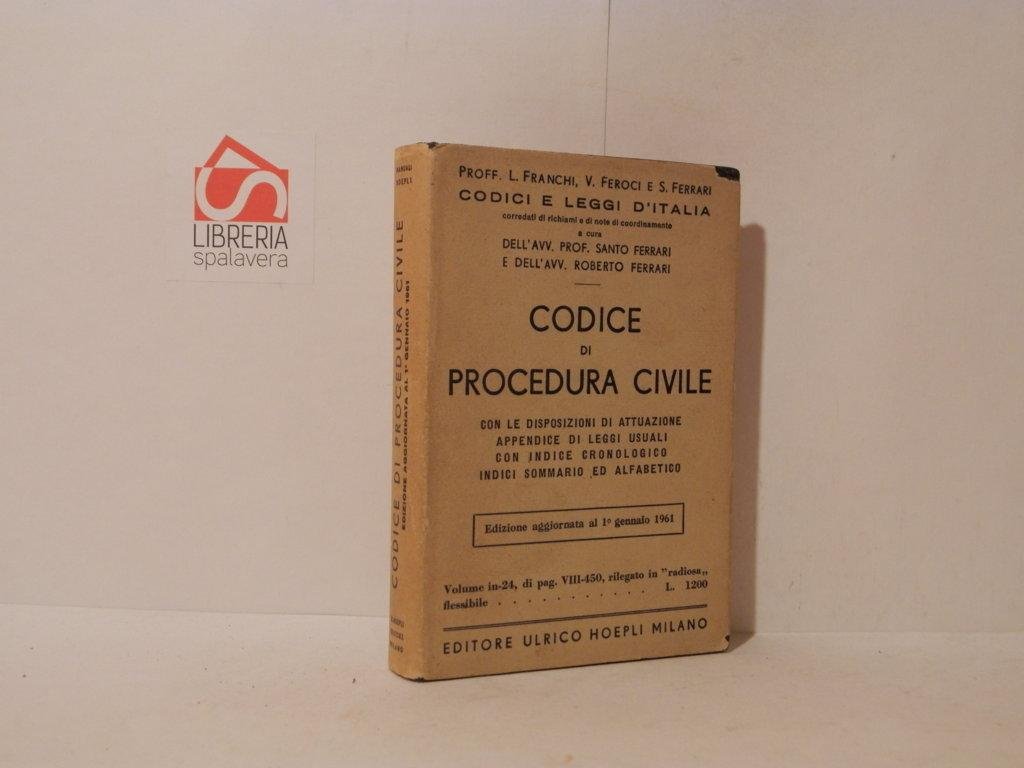 LIBRERIA
spalavera
MANUALI
HOEPLI
CODICE DI PROCEDURA CIVILE
EDIZIONE AGGIORNATA AL 1° GENNAIO 1961
MILANO
PROFF. L. FRANCHI, V. FEROCI E S. FERRARI
CODICI E LEGGI D'ITALIA
corredati di richiami e di note di coordinamento
a cura
DELL'AVV. PROF. SANTO FERRARI
E DELL'AVV. ROBERTO FERRARI
CODICE
DI
PROCEDURA CIVILE
CON LE DISPOSIZIONI DI ATTUAZIONE
APPENDICE DI LEGGI USUALI
CON INDICE CRONOLOGICO
INDICI SOMMARIO ED ALFABETICO
Edizione aggiornata al 1° gennaio 1961
Volume in-24, di pag. VIII-450, rilegato in "radiosa„
flessibile . . . . . . . . . . . L. 1200
EDITORE ULRICO HOEPLI MILANO